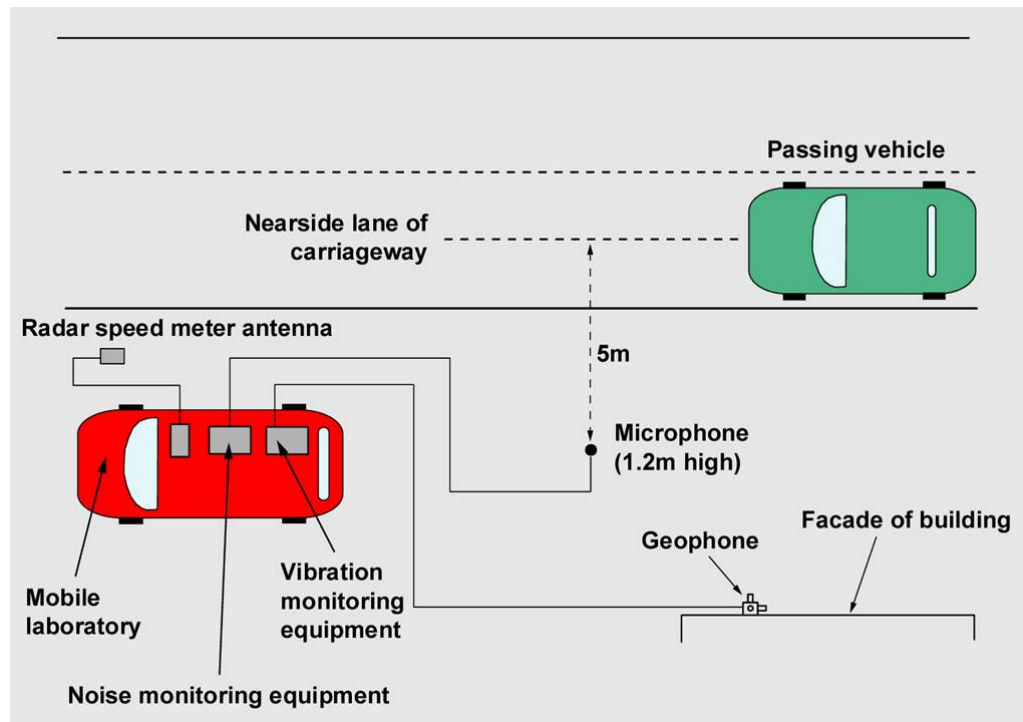 Passing vehicle
Nearside lane of
carriageway
Radar speed meter antenna
5m
Microphone
(1.2m high)
Facade of building
Geophone
Vibration
monitoring
equipment
Mobile
laboratory
Noise monitoring equipment